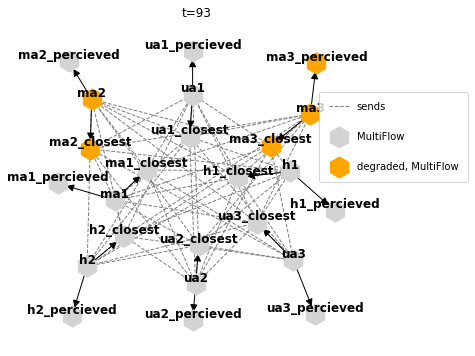 t=93
ua1_percieved
ma2_percieved
ma3_percieved
ma2
ua1
sends
ua1_closest
MultiFlow
ma2_closest
ma3_closest
ma1_closest
h1
degraded, MultiFlow
h1_closest
ma1_percieved
ma1
h1_percieved
ua3_closest
h2_closest
ua2_closest
h2
ua3
ua2
h2_percieved
ua3_percieved
ua2_percieved